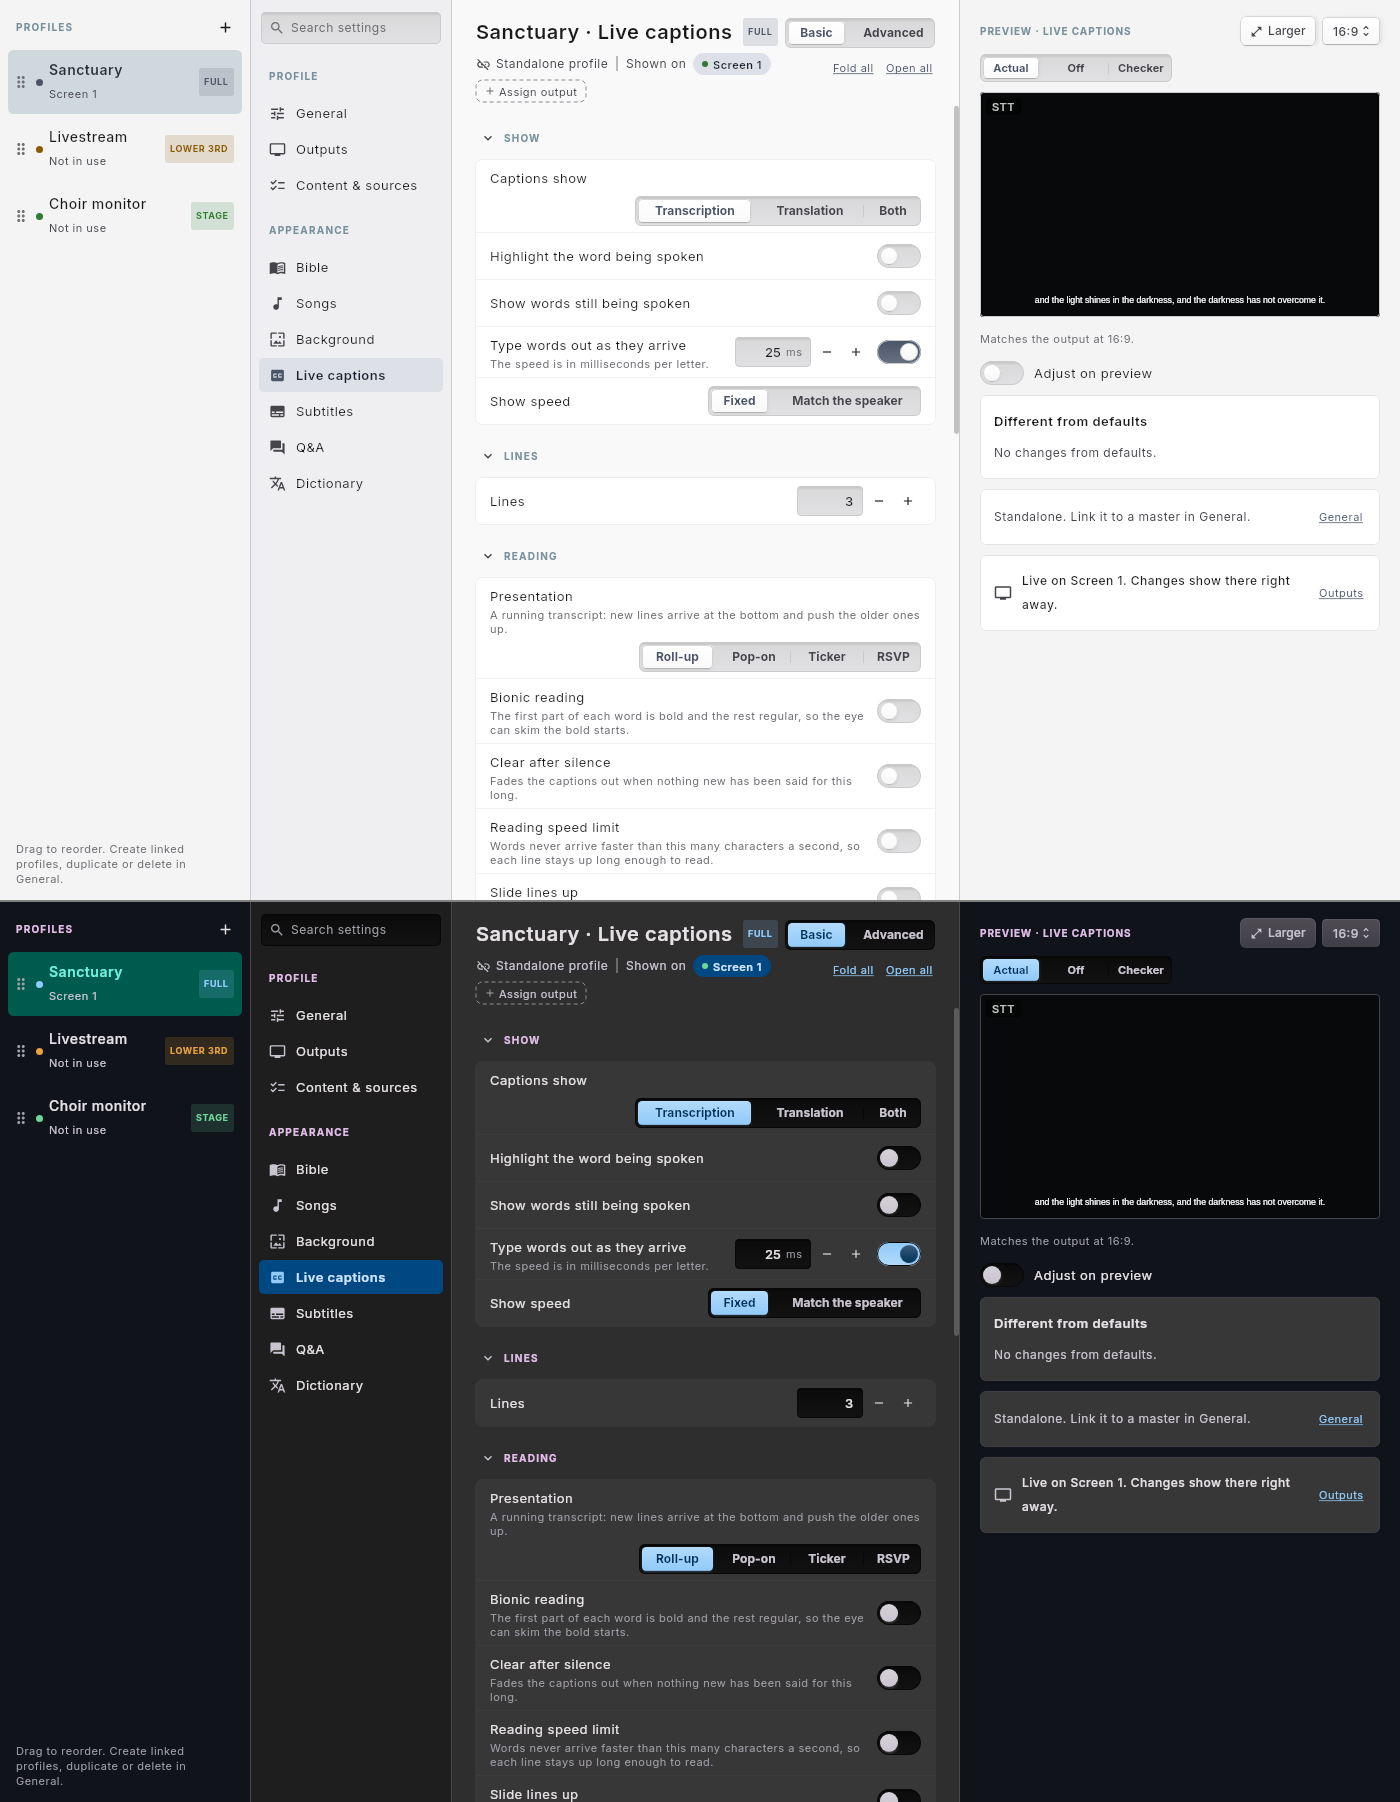 PROFILES
Sanctuary
Screen 1
FULL
Livestream
Not in use
LOWER 3RD
Choir monitor
Not in use
STAGE
Drag to reorder. Create linked
profiles, duplicate or delete in
General.
Search settings
PROFILE
General
Outputs
Content & sources
APPEARANCE
Bible
Songs
Background
Live captions
Subtitles
Q&A
Dictionary
Sanctuary · Live captions
FULL
Basic
Advanced
Standalone profile | Shown on
Screen 1
Fold all
Open all
+ Assign output
SHOW
Captions show
Transcription
Translation
Both
Highlight the word being spoken
Show words still being spoken
Type words out as they arrive
The speed is in milliseconds per letter.
25 ms
Show speed
Fixed
Match the speaker
LINES
Lines
3
READING
Presentation
A running transcript: new lines arrive at the bottom and push the older ones
up.
Roll-up
Pop-on
Ticker
RSVP
Bionic reading
The first part of each word is bold and the rest regular, so the eye
can skim the bold starts.
Clear after silence
Fades the captions out when nothing new has been said for this
long.
Reading speed limit
Words never arrive faster than this many characters a second, so
each line stays up long enough to read.
Slide lines up
PREVIEW · LIVE CAPTIONS
Larger
16:9
Actual
Off
Checker
STT
and the light shines in the darkness, and the darkness has not overcome it.
Matches the output at 16:9.
Adjust on preview
Different from defaults
No changes from defaults.
Standalone. Link it to a master in General.
General
Live on Screen 1. Changes show there right
away.
Outputs
PROFILES
Sanctuary
Screen 1
FULL
Livestream
Not in use
LOWER 3RD
Choir monitor
Not in use
STAGE
Drag to reorder. Create linked
profiles, duplicate or delete in
General.
Search settings
PROFILE
General
Outputs
Content & sources
APPEARANCE
Bible
Songs
Background
Live captions
Subtitles
Q&A
Dictionary
Sanctuary · Live captions
FULL
Basic
Advanced
Standalone profile | Shown on
Screen 1
Fold all
Open all
+ Assign output
SHOW
Captions show
Transcription
Translation
Both
Highlight the word being spoken
Show words still being spoken
Type words out as they arrive
The speed is in milliseconds per letter.
25 ms
Show speed
Fixed
Match the speaker
LINES
Lines
3
READING
Presentation
A running transcript: new lines arrive at the bottom and push the older ones
up.
Roll-up
Pop-on
Ticker
RSVP
Bionic reading
The first part of each word is bold and the rest regular, so the eye
can skim the bold starts.
Clear after silence
Fades the captions out when nothing new has been said for this
long.
Reading speed limit
Words never arrive faster than this many characters a second, so
each line stays up long enough to read.
Slide lines up
PREVIEW · LIVE CAPTIONS
Larger
16:9
Actual
Off
Checker
STT
and the light shines in the darkness, and the darkness has not overcome it.
Matches the output at 16:9.
Adjust on preview
Different from defaults
No changes from defaults.
Standalone. Link it to a master in General.
General
Live on Screen 1. Changes show there right
away.
Outputs